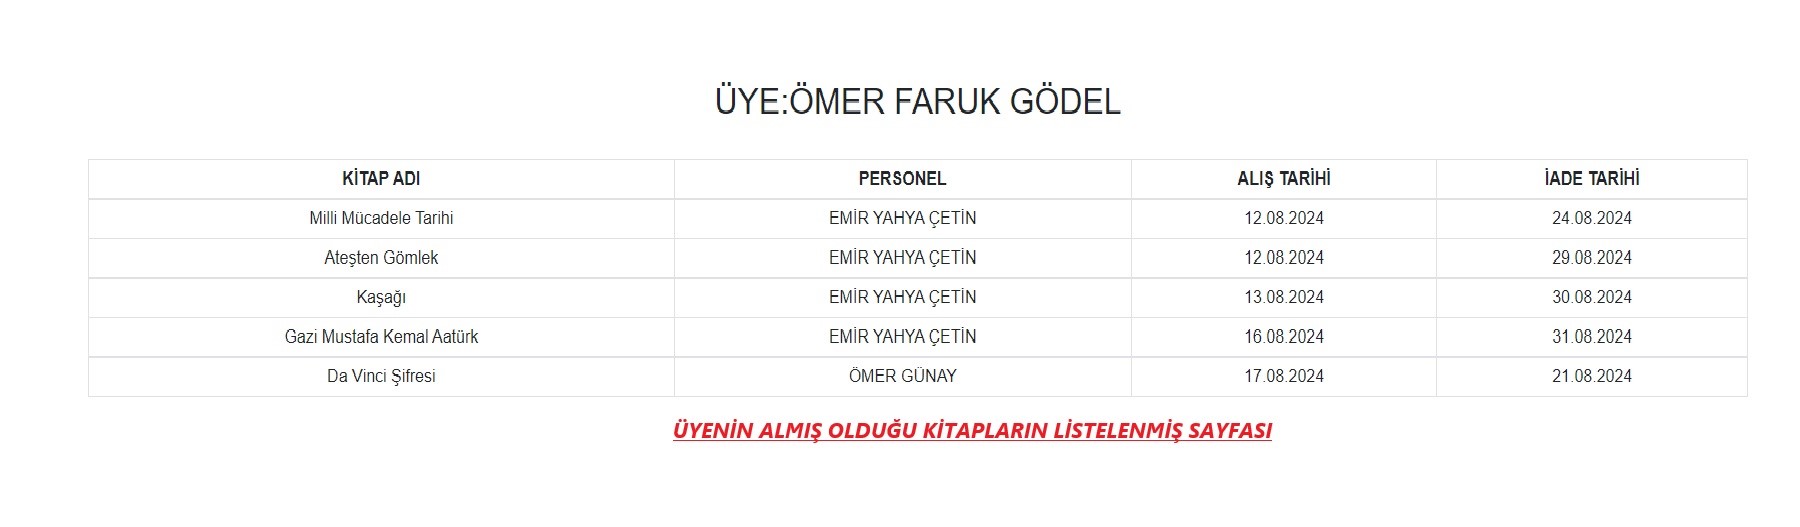 ÜYE:ÖMER FARUK GÖDEL
KİTAP ADI PERSONEL ALIŞ TARİHİ İADE TARİHİ
Milli Mücadele Tarihi EMİR YAHYA ÇETİN 12.08.2024 24.08.2024
Ateşten Gömlek EMİR YAHYA ÇETİN 12.08.2024 29.08.2024
Kaşağı EMİR YAHYA ÇETİN 13.08.2024 30.08.2024
Gazi Mustafa Kemal Aatürk EMİR YAHYA ÇETİN 16.08.2024 31.08.2024
Da Vinci Şifresi ÖMER GÜNAY 17.08.2024 21.08.2024
ÜYENİN ALMIŞ OLDUĞU KİTAPLARIN LİSTELENMİŞ SAYFASI